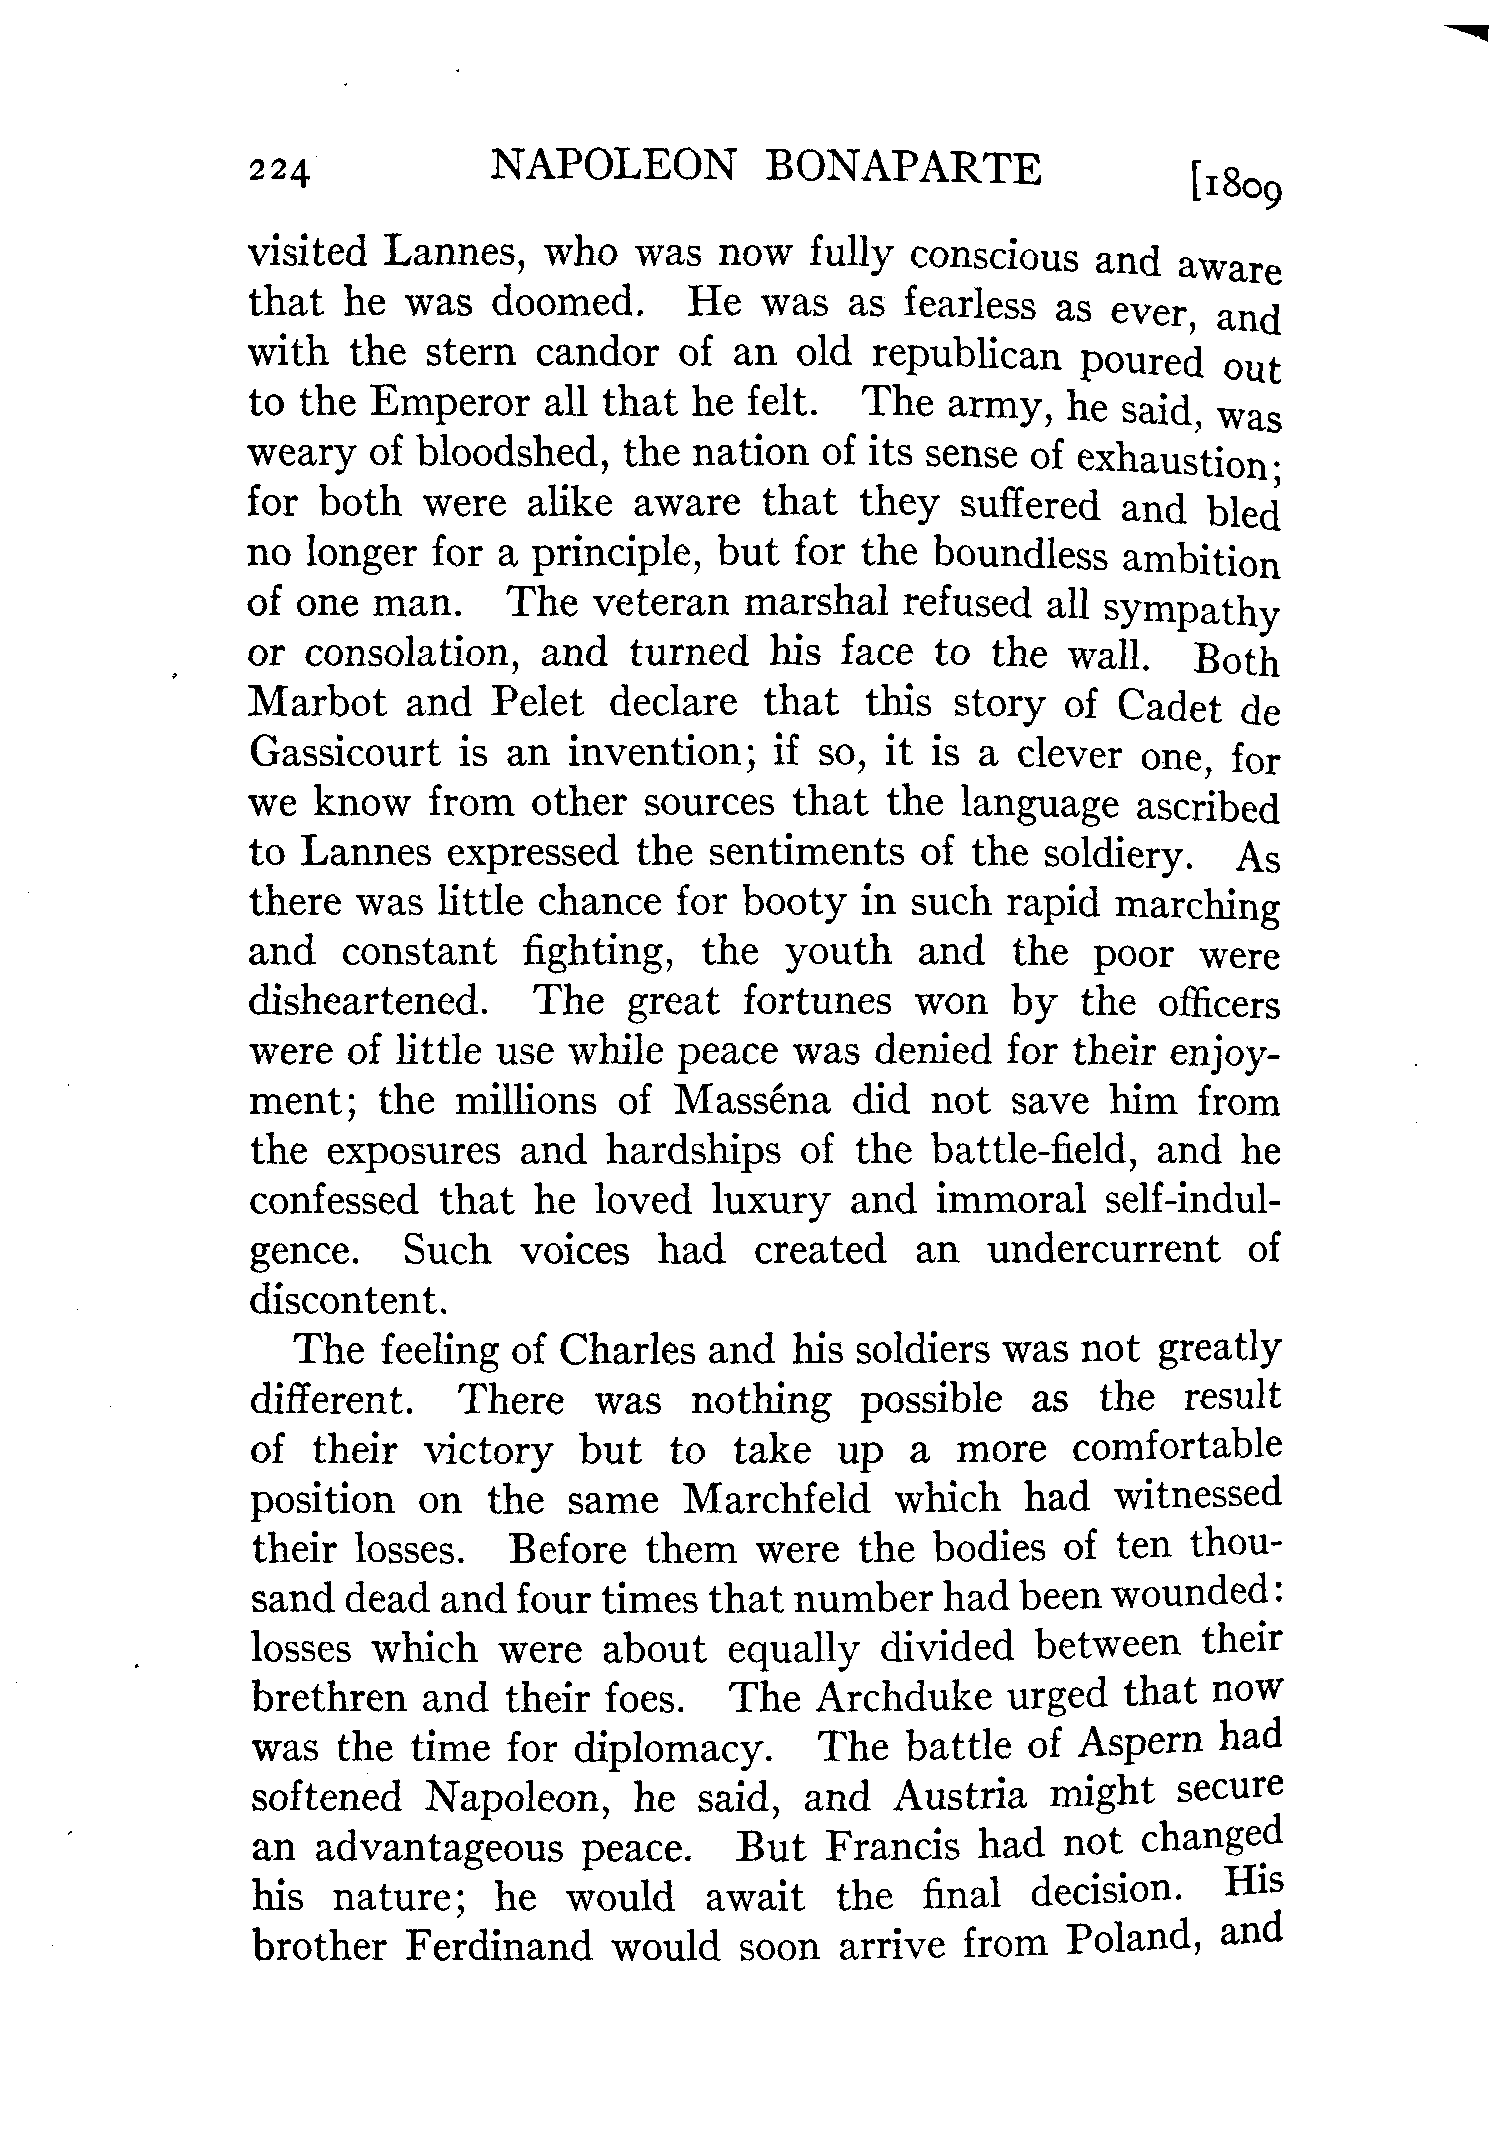 224 NAPOLEON BONAPARTE [1809
visited Lannes, who was now fully conscious and aware
that he was doomed. He was as fearless as ever, and
with the stern candor of an old republican poured out
to the Emperor all that he felt. The army, he said, was
weary of bloodshed, the nation of its sense of exhaustion;
for both were alike aware that they suffered and bled
no longer for a principle, but for the boundless ambition
of one man. The veteran marshal refused all sympathy
or consolation, and turned his face to the wall. Both
Marbot and Pelet declare that this story of Cadet de
Gassicourt is an invention; if so, it is a clever one, for
we know from other sources that the language ascribed
to Lannes expressed the sentiments of the soldiery. As
there was little chance for booty in such rapid marching
and constant fighting, the youth and the poor were
disheartened. The great fortunes won by the officers
were of little use while peace was denied for their enjoy-
ment; the millions of Masséna did not save him from
the exposures and hardships of the battle-field, and he
confessed that he loved luxury and immoral self-indul-
gence. Such voices had created an undercurrent of
discontent.
The feeling of Charles and his soldiers was not greatly
different. There was nothing possible as the result
of their victory but to take up a more comfortable
position on the same Marchfeld which had witnessed
their losses. Before them were the bodies of ten thou-
sand dead and four times that number had been wounded:
losses which were about equally divided between their
brethren and their foes. The Archduke urged that now
was the time for diplomacy. The battle of Aspern had
softened Napoleon, he said, and Austria might secure
an advantageous peace. But Francis had not changed
his nature; he would await the final decision. His
brother Ferdinand would soon arrive from Poland, and